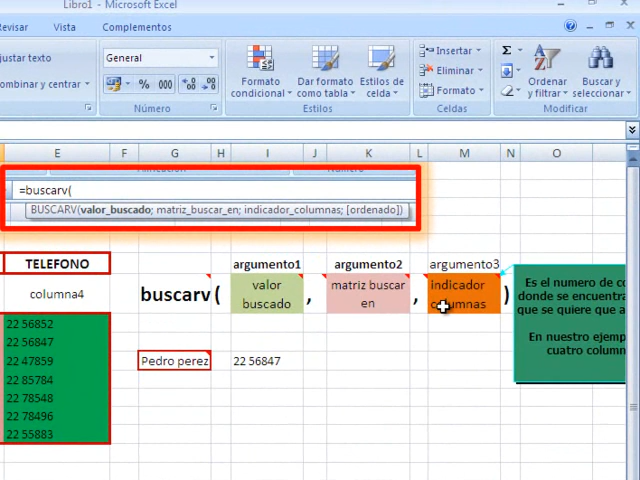 Libro1 - Microsoft Excel
Revisar Vista Complementos
ajustar texto
combinar y centrar
General
% 000
Número
Formato condicional
Dar formato como tabla
Estilos de celda
Estilos
Insertar
Eliminar
Formato
Celdas
Σ
Ordenar y filtrar
Buscar y seleccionar
Modificar
E F G H I J K L M N O
=buscarv(
BUSCARV(valor_buscado; matriz_buscar_en; indicador_columnas; [ordenado])
TELEFONO
columna4
22 56852
22 56847
22 47859
22 85784
22 78548
22 78496
22 55883
argumento1 argumento2 argumento3
buscarv ( valor buscado , matriz buscar en , indicador columnas )
Pedro perez 22 56847
Es el numero de co
donde se encuentra
que se quiere que a
En nuestro ejemp
cuatro column